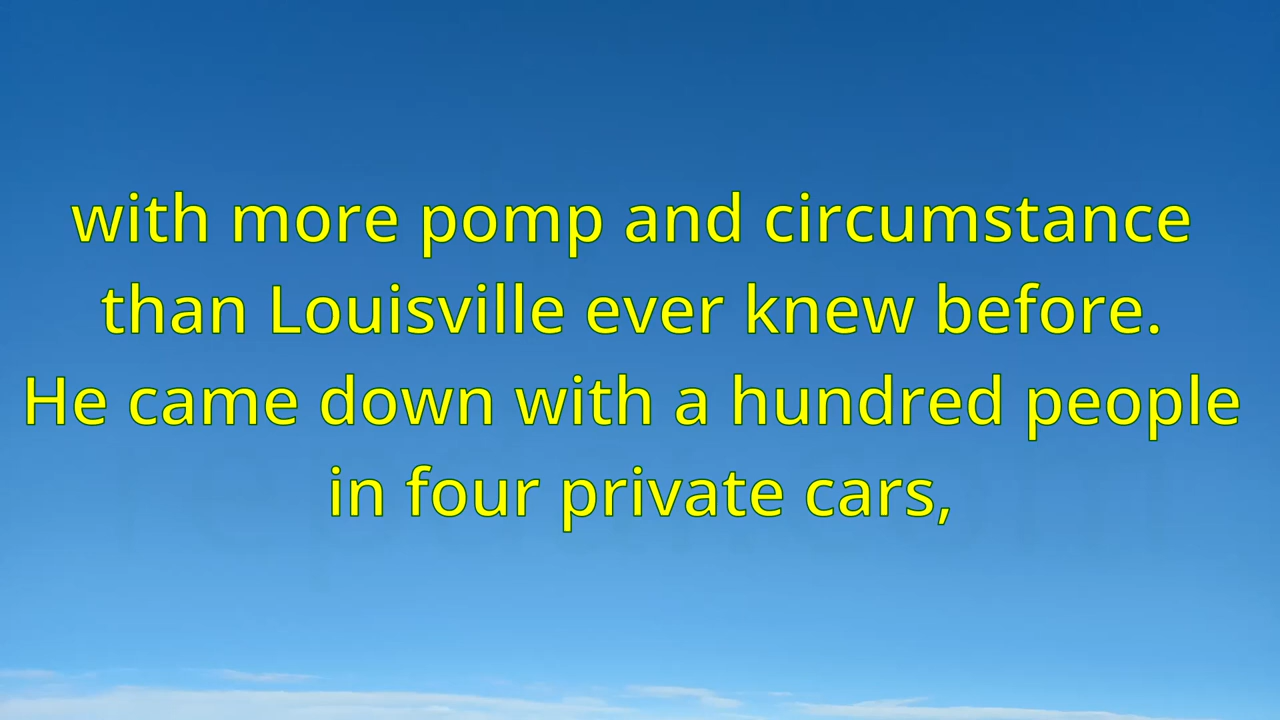 with more pomp and circumstance
than Louisville ever knew before.
He came down with a hundred people
in four private cars,